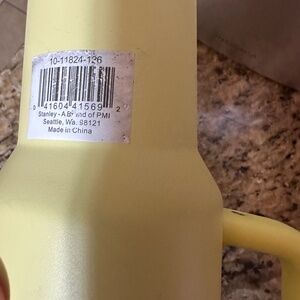 10-11824-126
0 41604 41569 2
Stanley - A Brand of PMI
Seattle, Wa. 98121
Made in China